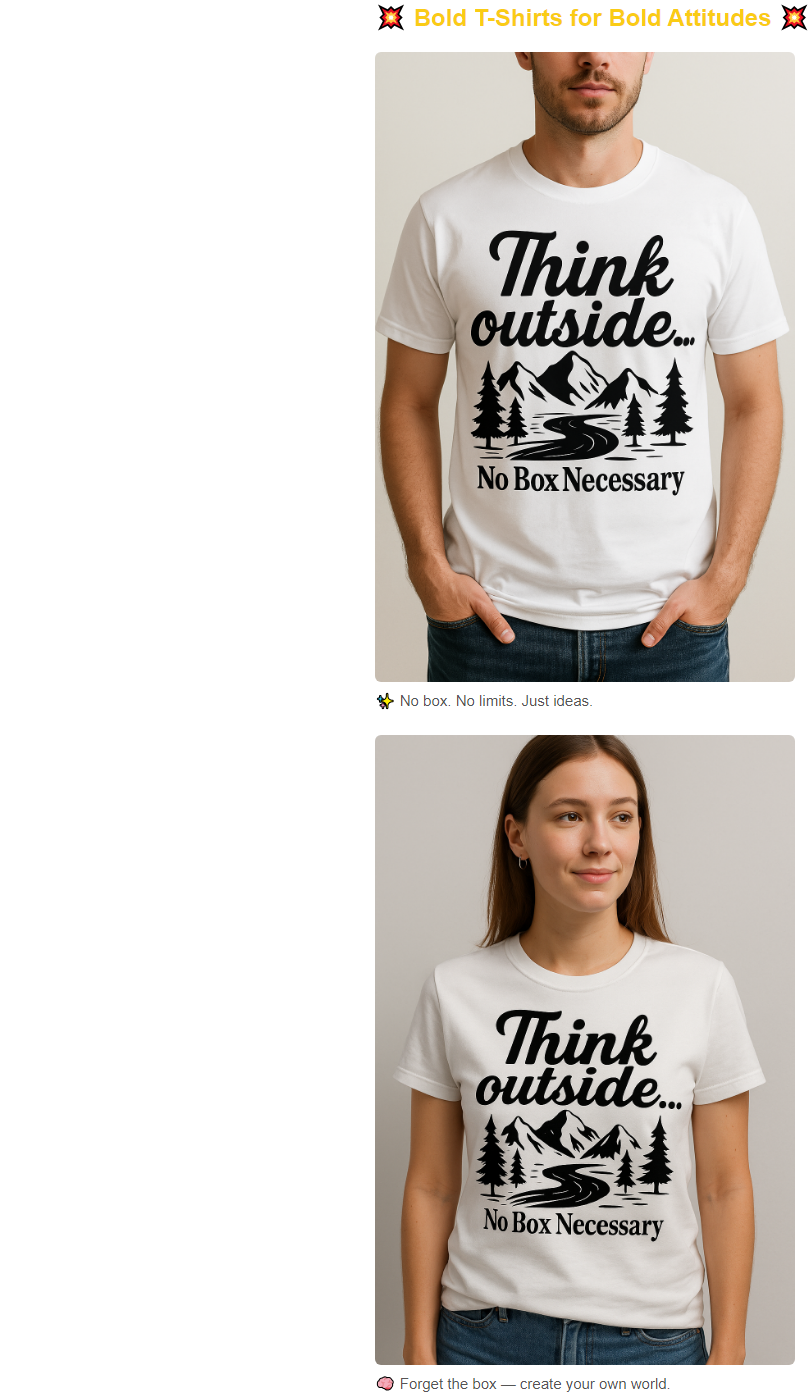 💥 Bold T-Shirts for Bold Attitudes 💥
Think
outside...
No Box Necessary
✨ No box. No limits. Just ideas.
Think
outside...
No Box Necessary
🧠 Forget the box — create your own world.